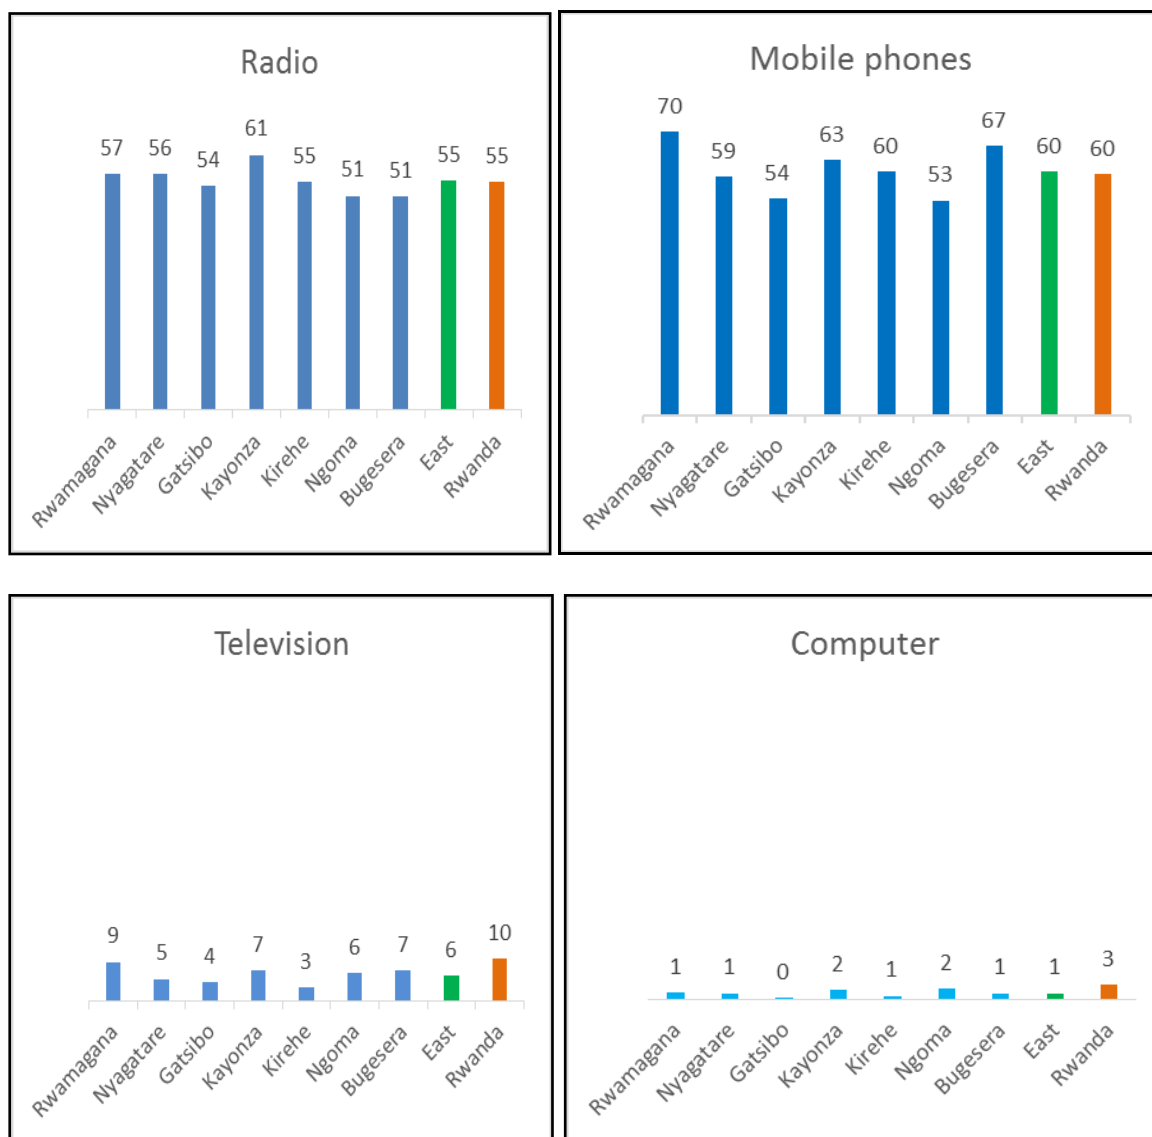 Radio
57 56 54 61 55 51 51 55 55
Rwamagana Nyagatare Gatsibo Kayonza Kirehe Ngoma Bugesera East Rwanda
Mobile phones
70 59 54 63 60 53 67 60 60
Rwamagana Nyagatare Gatsibo Kayonza Kirehe Ngoma Bugesera East Rwanda
Television
9 5 4 7 3 6 7 6 10
Rwamagana Nyagatare Gatsibo Kayonza Kirehe Ngoma Bugesera East Rwanda
Computer
1 1 0 2 1 2 1 1 3
Rwamagana Nyagatare Gatsibo Kayonza Kirehe Ngoma Bugesera East Rwanda